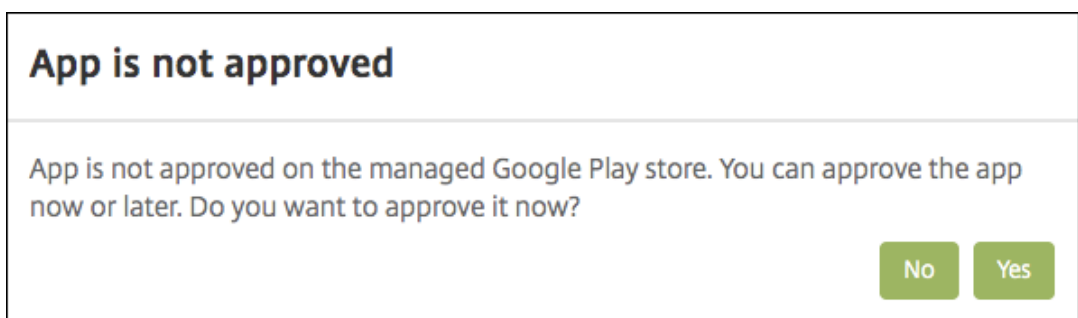 App is not approved
App is not approved on the managed Google Play store. You can approve the app
now or later. Do you want to approve it now?
No Yes